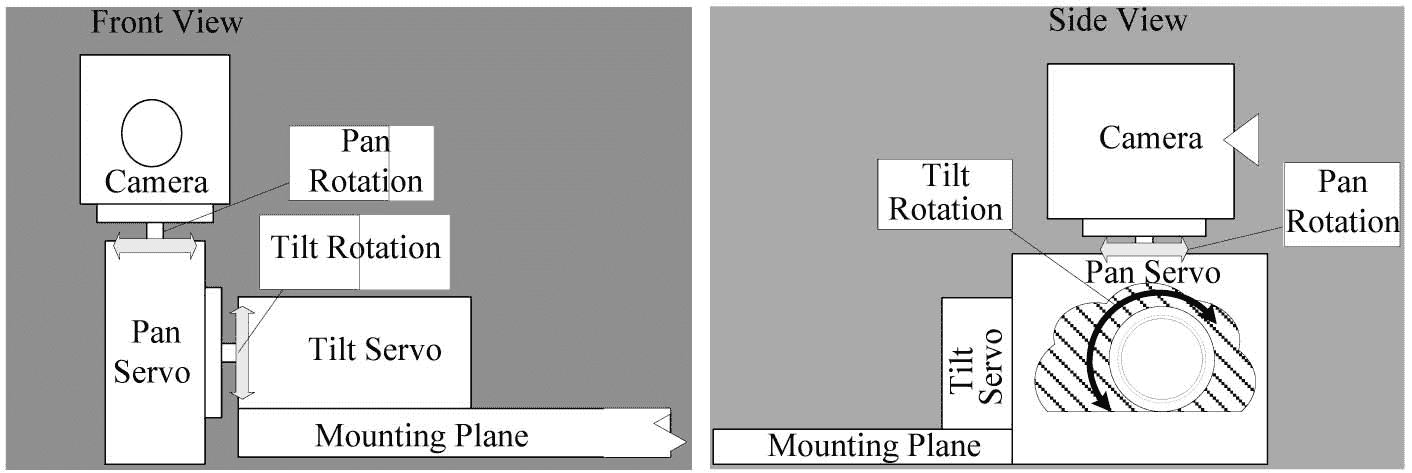 Front View
Camera
Pan
Rotation
Tilt Rotation
Pan
Servo
Tilt Servo
Mounting Plane
Side View
Camera
Tilt
Rotation
Pan
Rotation
Pan Servo
Tilt
Servo
Mounting Plane